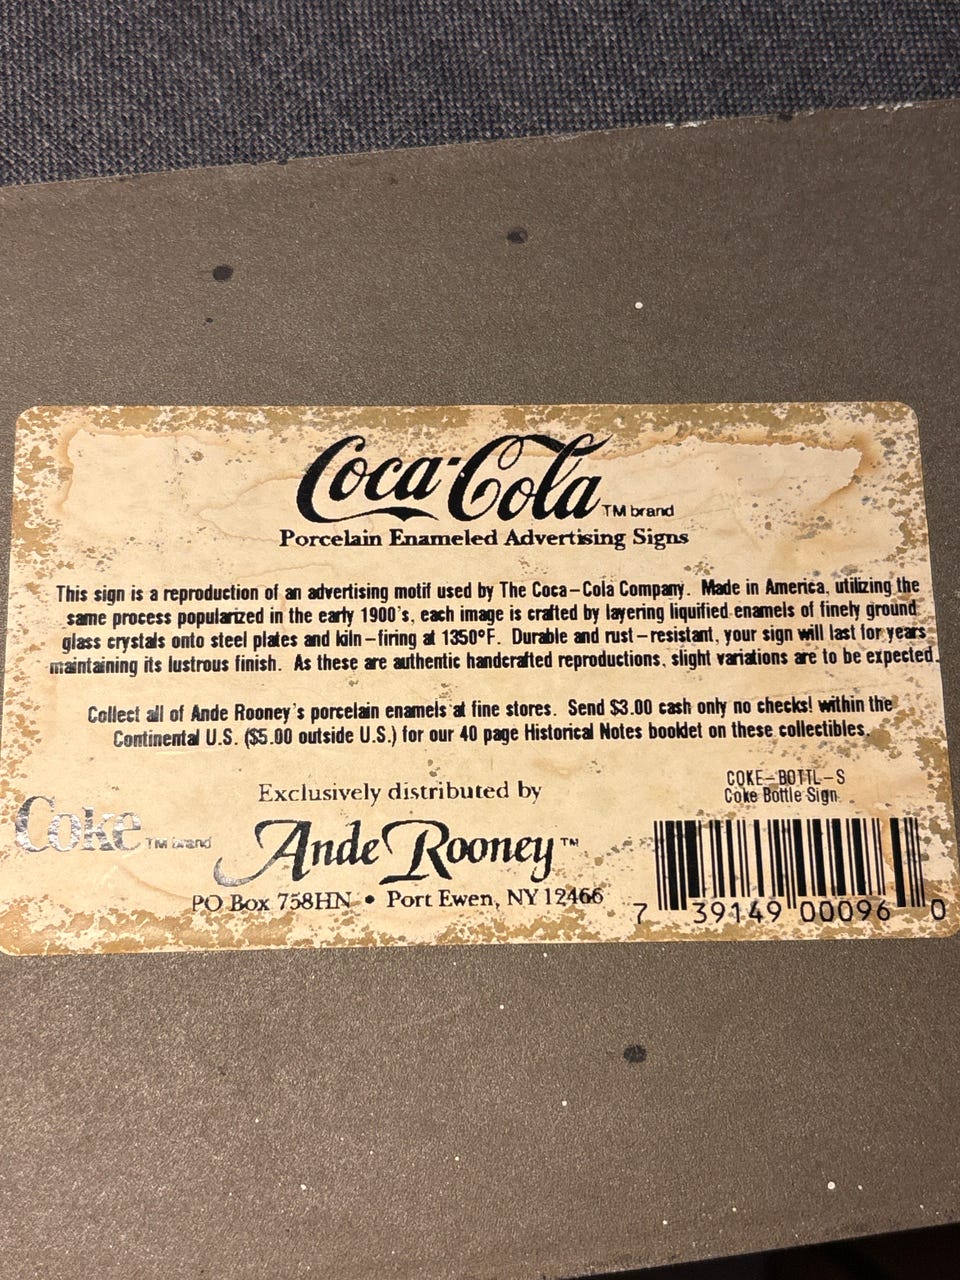 Coca-Cola TM brand
Porcelain Enameled Advertising Signs
This sign is a reproduction of an advertising motif used by The Coca-Cola Company. Made in America, utilizing the
same process popularized in the early 1900's, each image is crafted by layering liquified enamels of finely ground
glass crystals onto steel plates and kiln-firing at 1350°F. Durable and rust-resistant, your sign will last for years
maintaining its lustrous finish. As these are authentic handcrafted reproductions, slight variations are to be expected.
Collect all of Ande Rooney's porcelain enamels at fine stores. Send $3.00 cash only no checks! within the
Continental U.S. ($5.00 outside U.S.) for our 40 page Historical Notes booklet on these collectibles.
Exclusively distributed by
COKE-BOTTL-S
Coke Bottle Sign
Coke TM brand
Ande Rooney™
PO Box 758HN • Port Ewen, NY 12466
7 39149 00096 0